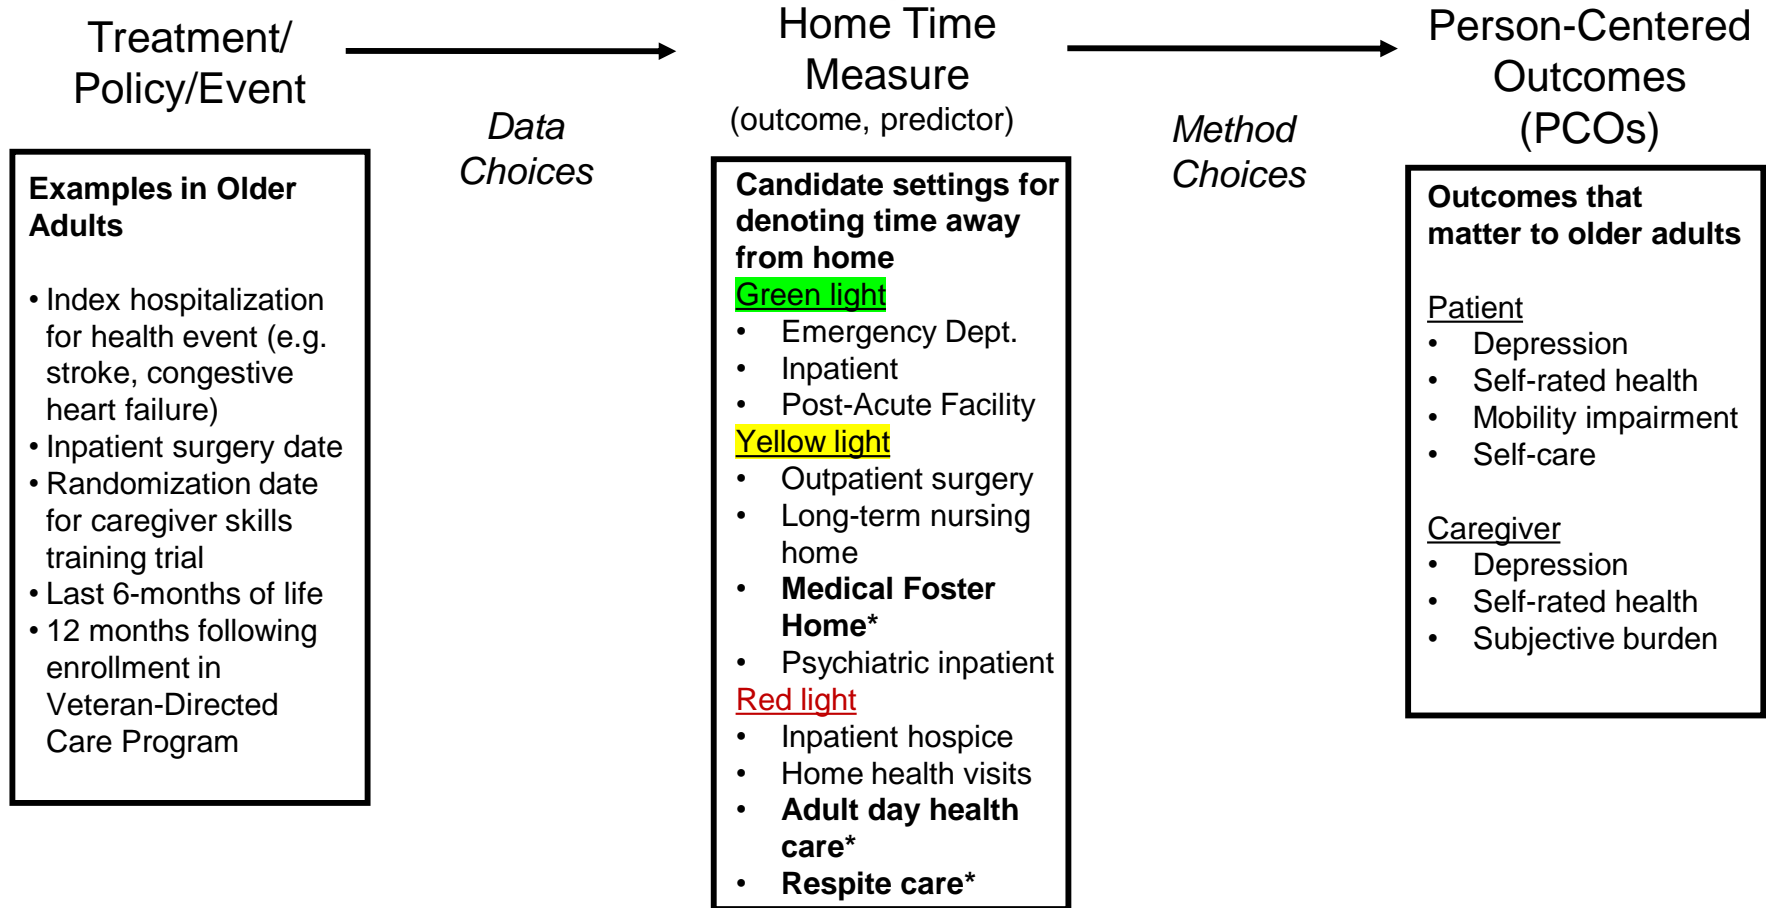 Treatment/
Policy/Event
Data
Choices
Home Time
Measure
(outcome, predictor)
Method
Choices
Person-Centered
Outcomes
(PCOs)
Examples in Older
Adults
• Index hospitalization
for health event (e.g.
stroke, congestive
heart failure)
• Inpatient surgery date
• Randomization date
for caregiver skills
training trial
• Last 6-months of life
• 12 months following
enrollment in
Veteran-Directed
Care Program
Candidate settings for
denoting time away
from home
Green light
• Emergency Dept.
• Inpatient
• Post-Acute Facility
Yellow light
• Outpatient surgery
• Long-term nursing
home
• Medical Foster
Home*
• Psychiatric inpatient
Red light
• Inpatient hospice
• Home health visits
• Adult day health
care*
• Respite care*
Outcomes that
matter to older adults
Patient
• Depression
• Self-rated health
• Mobility impairment
• Self-care
Caregiver
• Depression
• Self-rated health
• Subjective burden